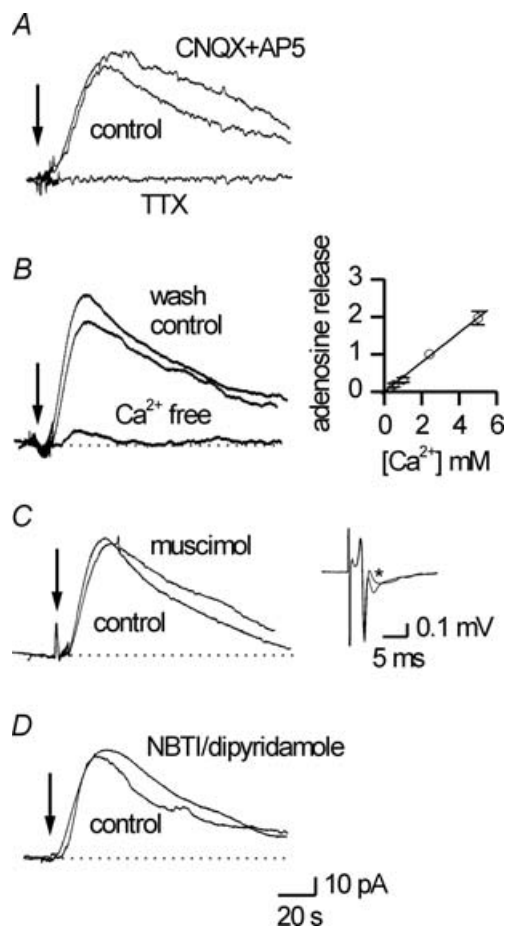 A
CNQX+AP5
control
TTX
B
wash
control
Ca²⁺ free
adenosine release
3
2
1
0
0 2 4 6
[Ca²⁺] mM
C
muscimol
control
*
0.1 mV
5 ms
D
NBTI/dipyridamole
control
10 pA
20 s